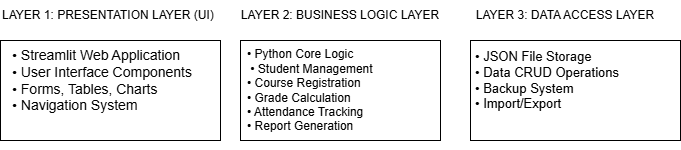 LAYER 1: PRESENTATION LAYER (UI)
• Streamlit Web Application
• User Interface Components
• Forms, Tables, Charts
• Navigation System
LAYER 2: BUSINESS LOGIC LAYER
• Python Core Logic
• Student Management
• Course Registration
• Grade Calculation
• Attendance Tracking
• Report Generation
LAYER 3: DATA ACCESS LAYER
• JSON File Storage
• Data CRUD Operations
• Backup System
• Import/Export